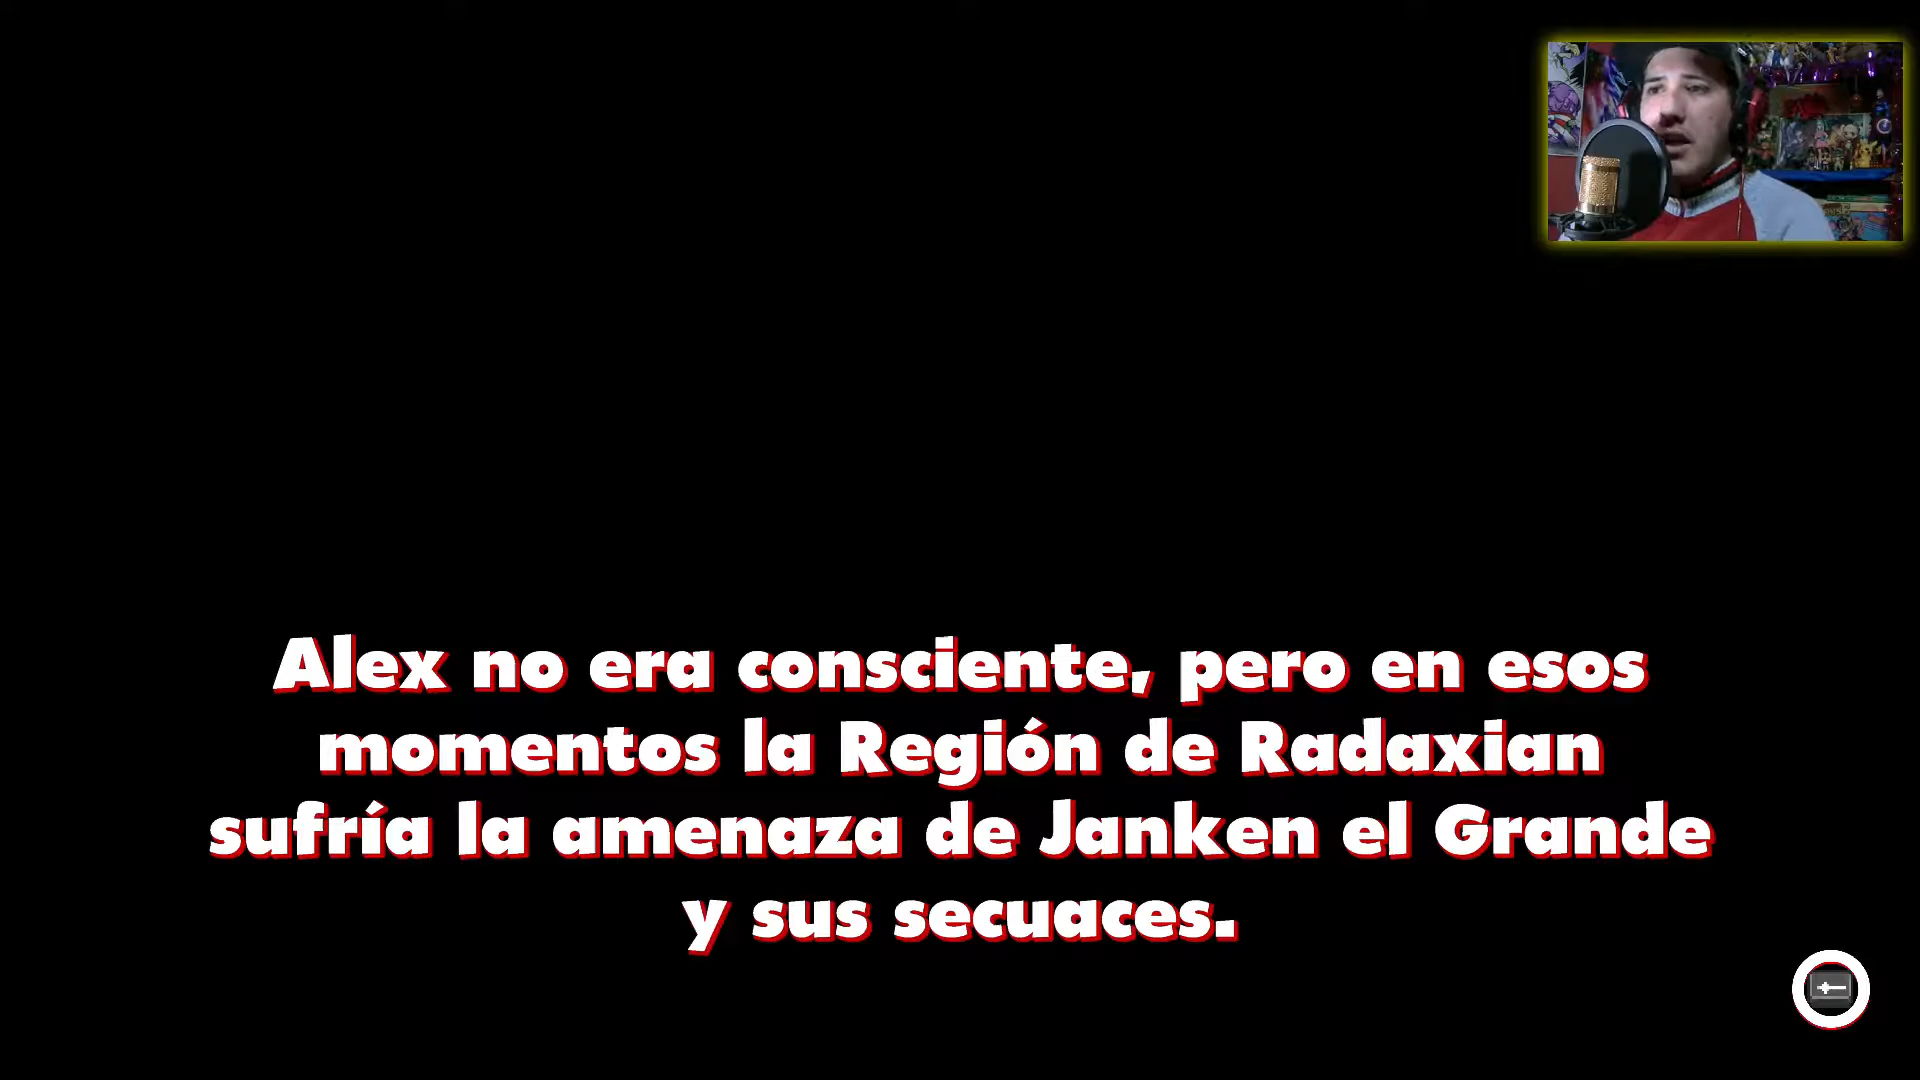 Alex no era consciente, pero en esos
momentos la Región de Radaxian
sufría la amenaza de Janken el Grande
y sus secuaces.